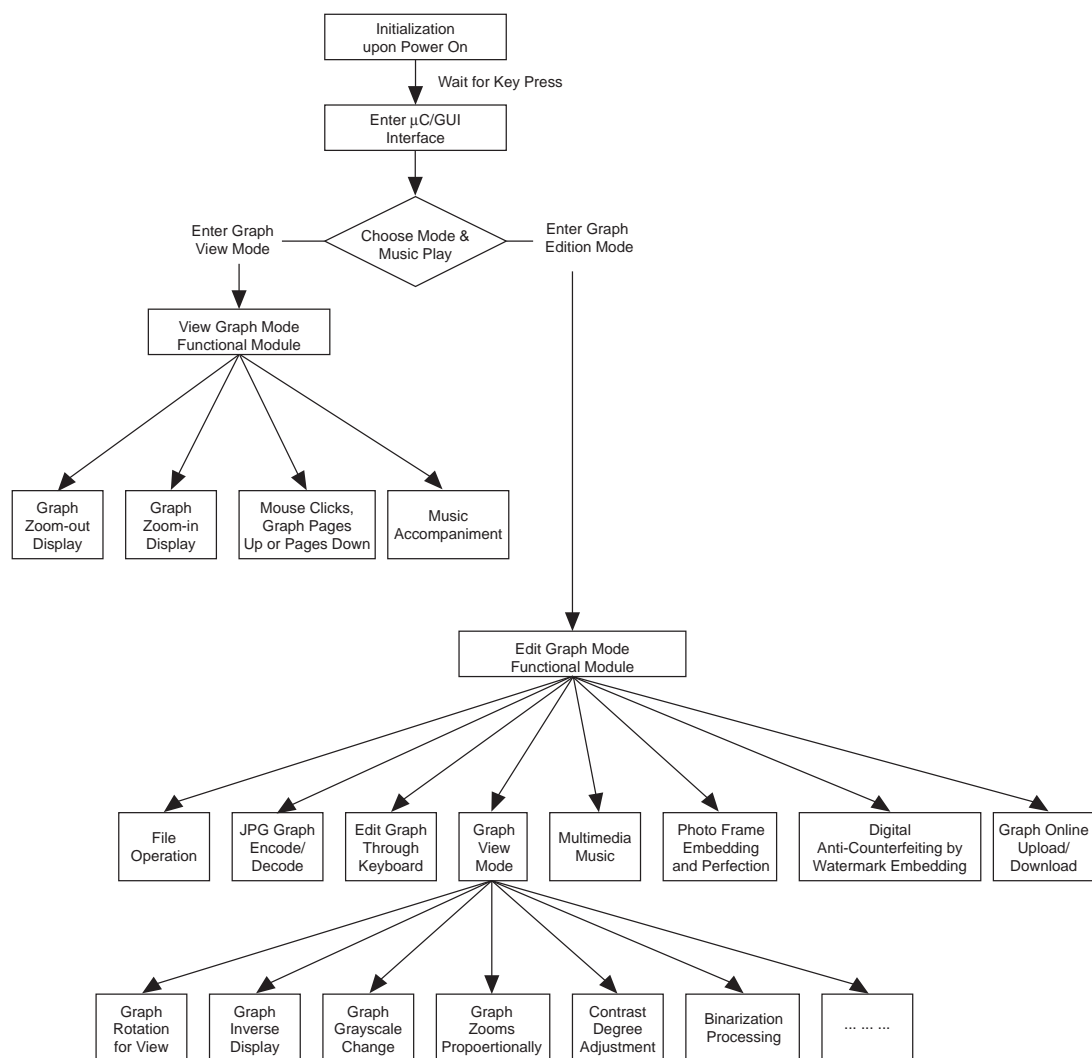 Initialization
upon Power On
Wait for Key Press
Enter µC/GUI
Interface
Enter Graph
View Mode
Choose Mode &
Music Play
Enter Graph
Edition Mode
View Graph Mode
Functional Module
Graph
Zoom-out
Display
Graph
Zoom-in
Display
Mouse Clicks,
Graph Pages
Up or Pages Down
Music
Accompaniment
Edit Graph Mode
Functional Module
File
Operation
JPG Graph
Encode/
Decode
Edit Graph
Through
Keyboard
Graph
View
Mode
Multimedia
Music
Photo Frame
Embedding
and Perfection
Digital
Anti-Counterfeiting by
Watermark Embedding
Graph Online
Upload/
Download
Graph
Rotation
for View
Graph
Inverse
Display
Graph
Grayscale
Change
Graph
Zooms
Propoertionally
Contrast
Degree
Adjustment
Binarization
Processing
... ... ...